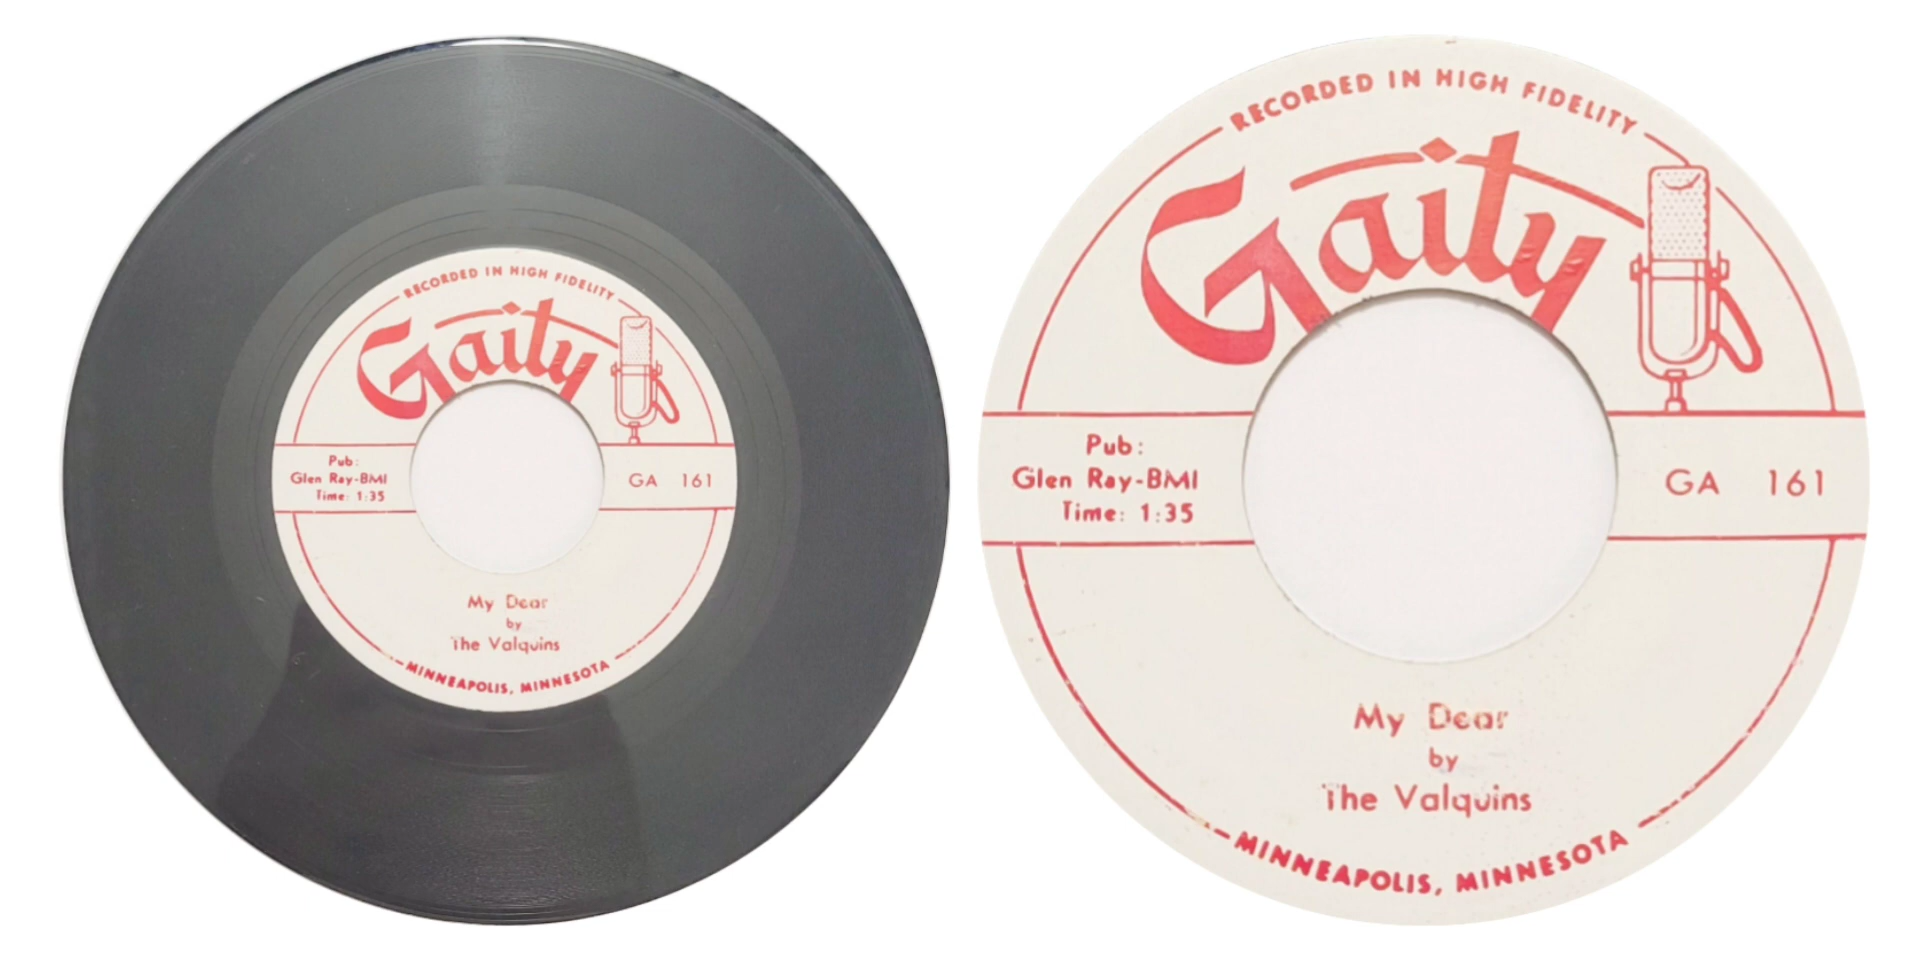 RECORDED IN HIGH FIDELITY
Gaity
Pub:
Glen Ray-BMI
Time: 1:35
GA 161
My Dear
by
The Valquins
MINNEAPOLIS, MINNESOTA
RECORDED IN HIGH FIDELITY
Gaity
Pub:
Glen Ray-BMI
Time: 1:35
GA 161
My Dear
by
The Valquins
MINNEAPOLIS, MINNESOTA